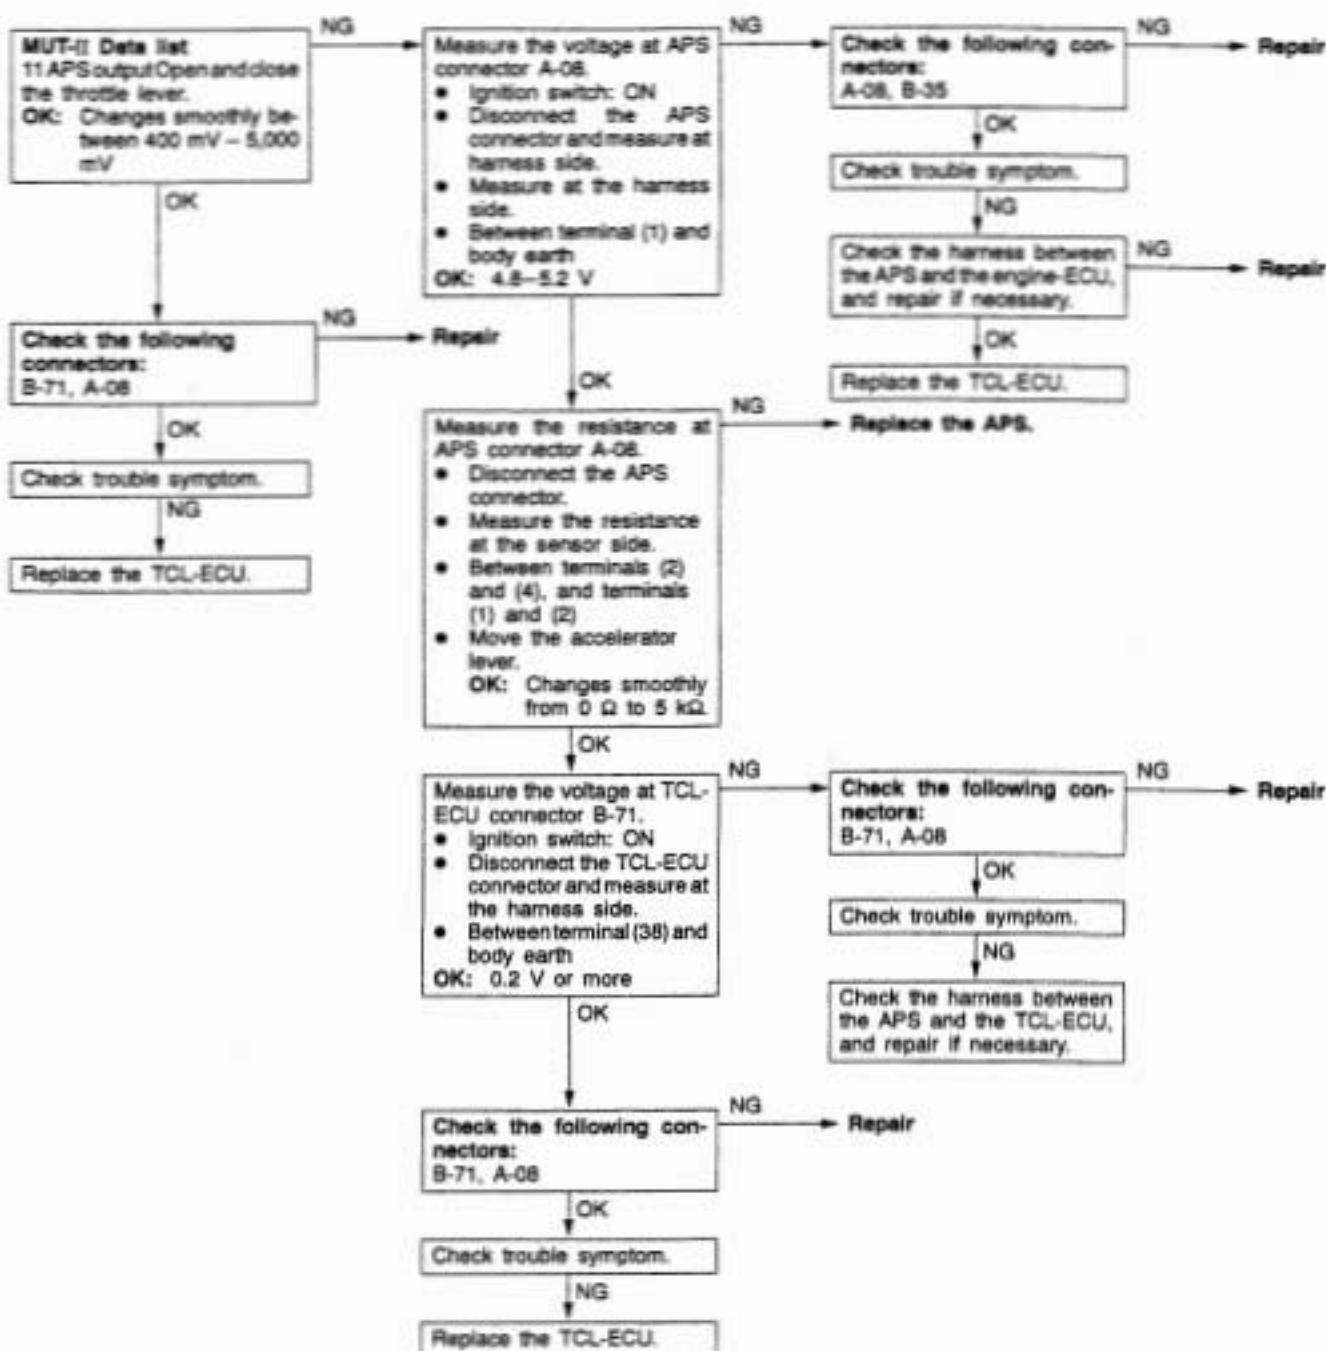 MUT-II Data list
11 APS output Open and close
the throttle lever.
OK: Changes smoothly be-
tween 400 mV – 5,000
mV
NG
OK
Check the following
connectors:
B-71, A-08
NG
Repair
OK
Check trouble symptom.
NG
Replace the TCL-ECU.
Measure the voltage at APS
connector A-08.
● Ignition switch: ON
● Disconnect the APS
connector and measure at
harness side.
● Measure at the harness
side.
● Between terminal (1) and
body earth
OK: 4.8–5.2 V
NG
OK
Measure the resistance at
APS connector A-08.
● Disconnect the APS
connector.
● Measure the resistance
at the sensor side.
● Between terminals (2)
and (4), and terminals
(1) and (2)
● Move the accelerator
lever.
OK: Changes smoothly
from 0 Ω to 5 kΩ.
NG
Replace the APS.
OK
Measure the voltage at TCL-
ECU connector B-71.
● Ignition switch: ON
● Disconnect the TCL-ECU
connector and measure at
the harness side.
● Between terminal (38) and
body earth
OK: 0.2 V or more
NG
OK
Check the following con-
nectors:
B-71, A-08
NG
Repair
OK
Check trouble symptom.
NG
Replace the TCL-ECU.
Check the following con-
nectors:
A-08, B-35
NG
Repair
OK
Check trouble symptom.
NG
Check the harness between
the APS and the engine-ECU,
and repair if necessary.
NG
Repair
OK
Replace the TCL-ECU.
Check the following con-
nectors:
B-71, A-08
NG
Repair
OK
Check trouble symptom.
NG
Check the harness between
the APS and the TCL-ECU,
and repair if necessary.